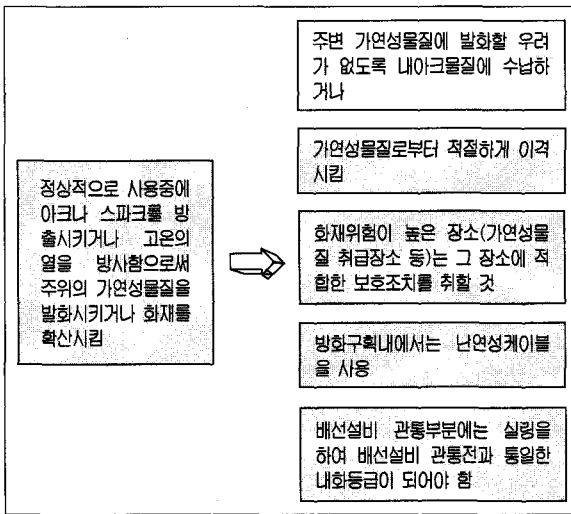 정상적으로 사용중에
아크나 스파크를 방
출시키거나 고온의
열을 방사함으로써
주위의 가연성물질을
발화시키거나 화재를
확산시킴
주변 가연성물질에 발화할 우려
가 없도록 내아크물질에 수납하
거나
가연성물질로부터 적절하게 이격
시킴
화재위험이 높은 장소(가연성물
질 취급장소 등)는 그 장소에 적
합한 보호조치를 취할 것
방화구획내에서는 난연성케이블
을 사용
배선설비 관통부분에는 실링을
하여 배선설비 관통전과 동일한
내화등급이 되어야 함